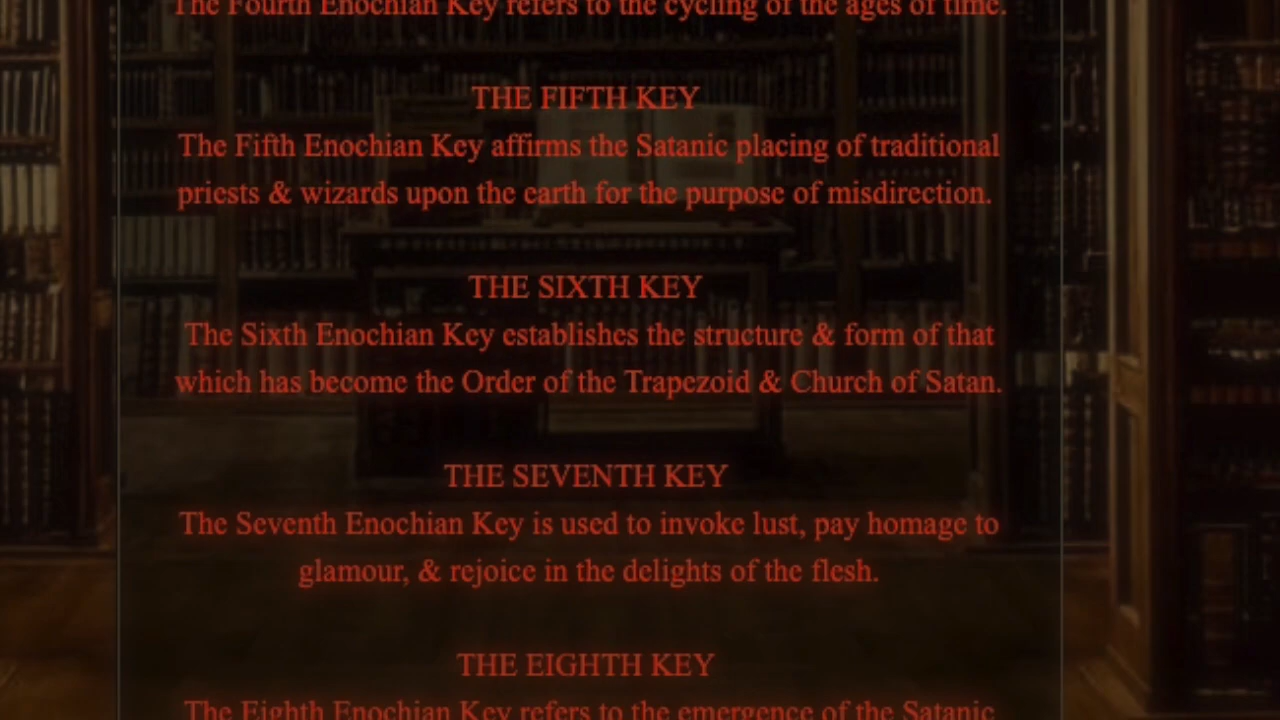 The Fourth Enochian Key refers to the cycling of the ages of time.
THE FIFTH KEY
The Fifth Enochian Key affirms the Satanic placing of traditional
priests & wizards upon the earth for the purpose of misdirection.
THE SIXTH KEY
The Sixth Enochian Key establishes the structure & form of that
which has become the Order of the Trapezoid & Church of Satan.
THE SEVENTH KEY
The Seventh Enochian Key is used to invoke lust, pay homage to
glamour, & rejoice in the delights of the flesh.
THE EIGHTH KEY
The Eighth Enochian Key refers to the emergence of the Satanic